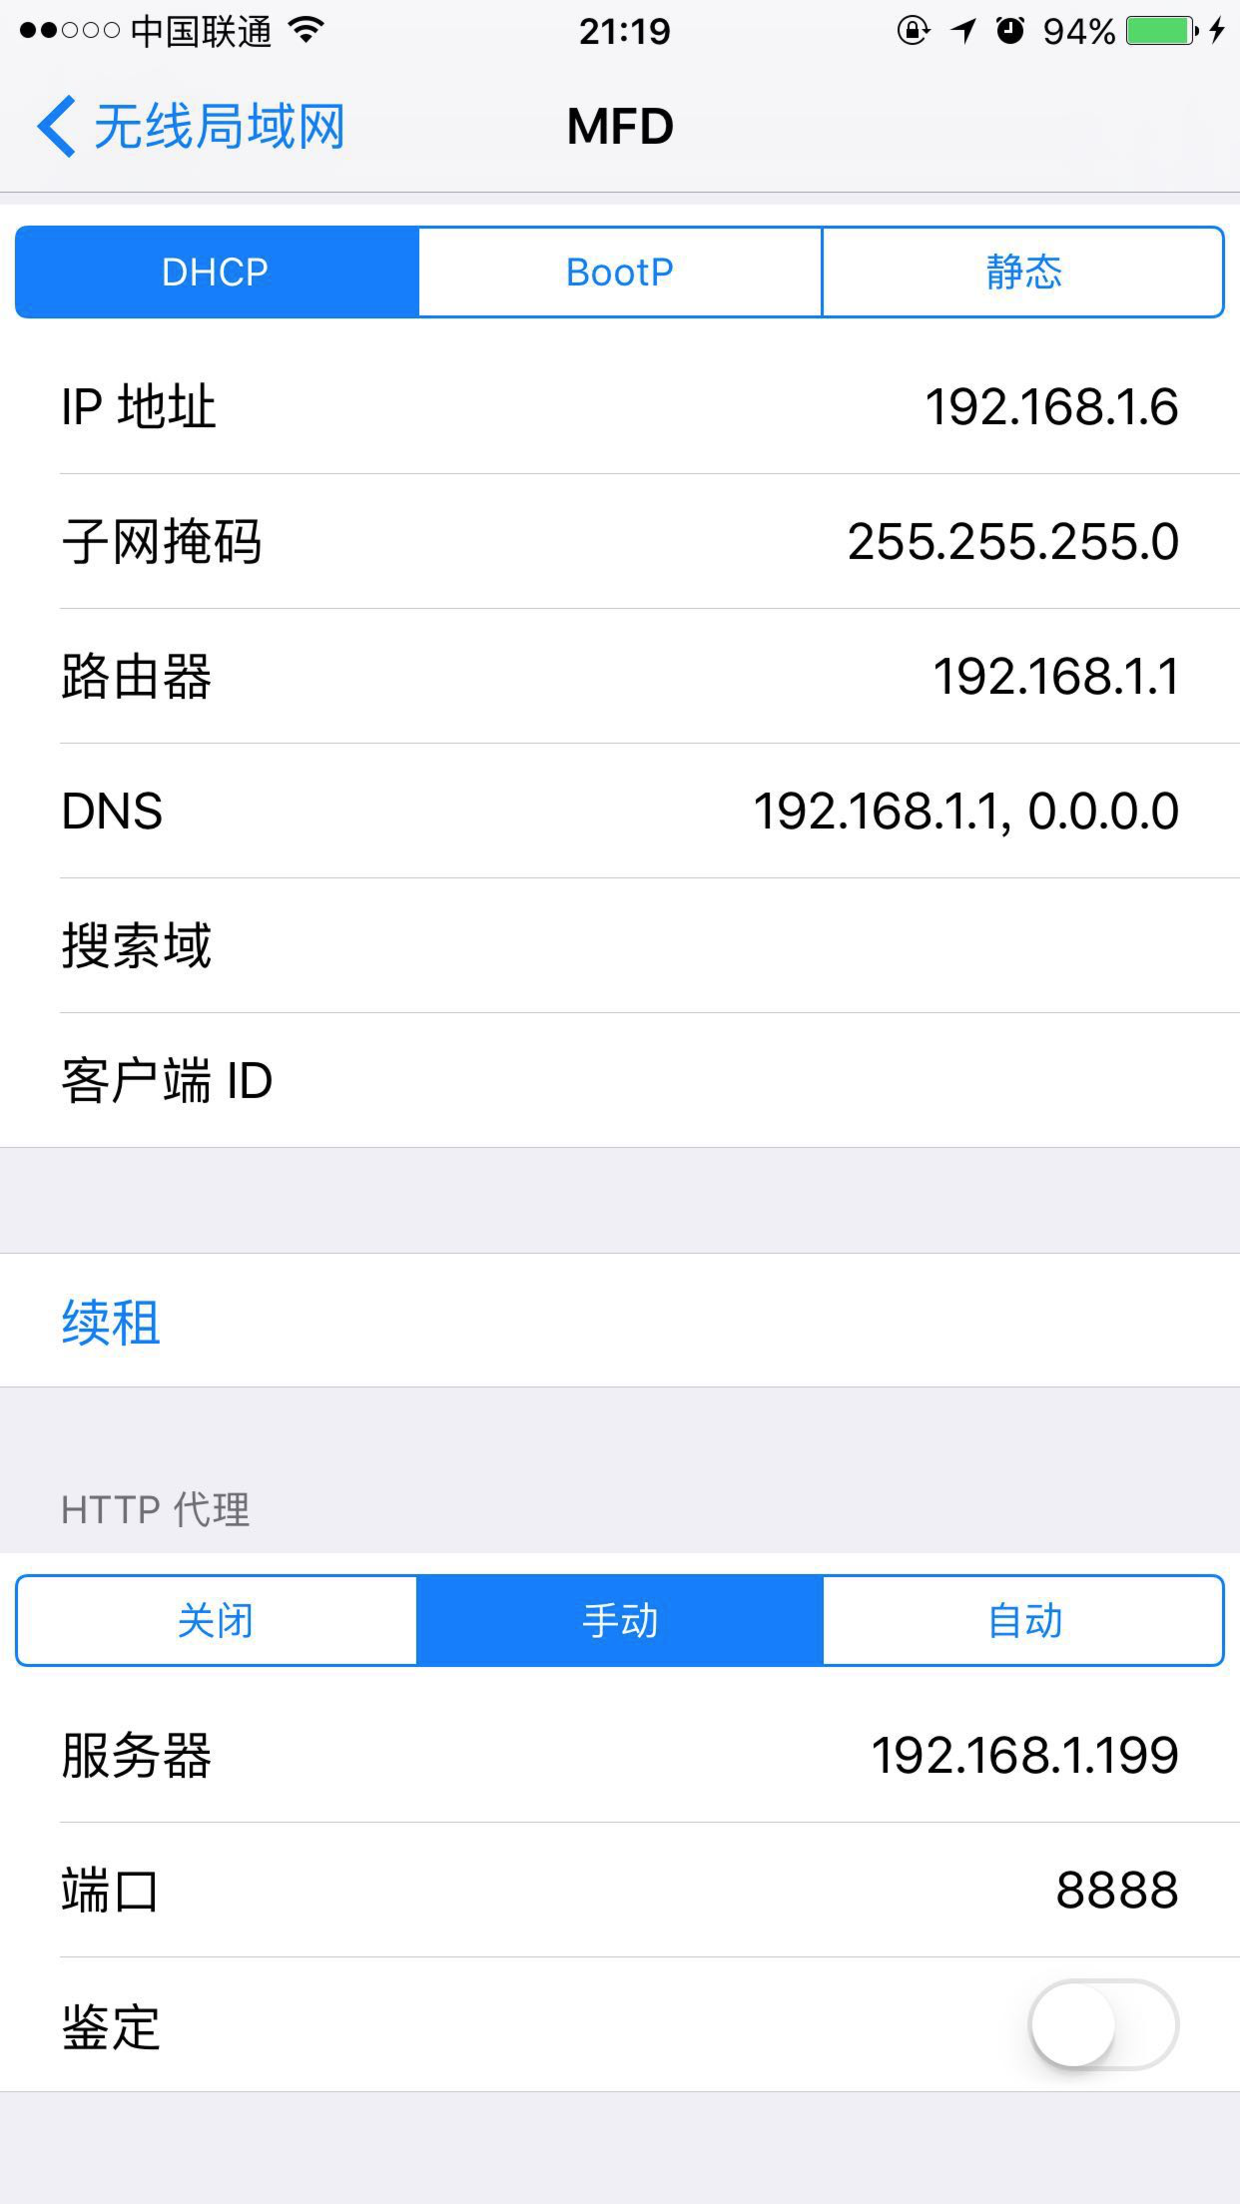 中国联通 21:19 94%
无线局域网 MFD
DHCP BootP 静态
IP 地址 192.168.1.6
子网掩码 255.255.255.0
路由器 192.168.1.1
DNS 192.168.1.1, 0.0.0.0
搜索域
客户端 ID
续租
HTTP 代理
关闭 手动 自动
服务器 192.168.1.199
端口 8888
鉴定